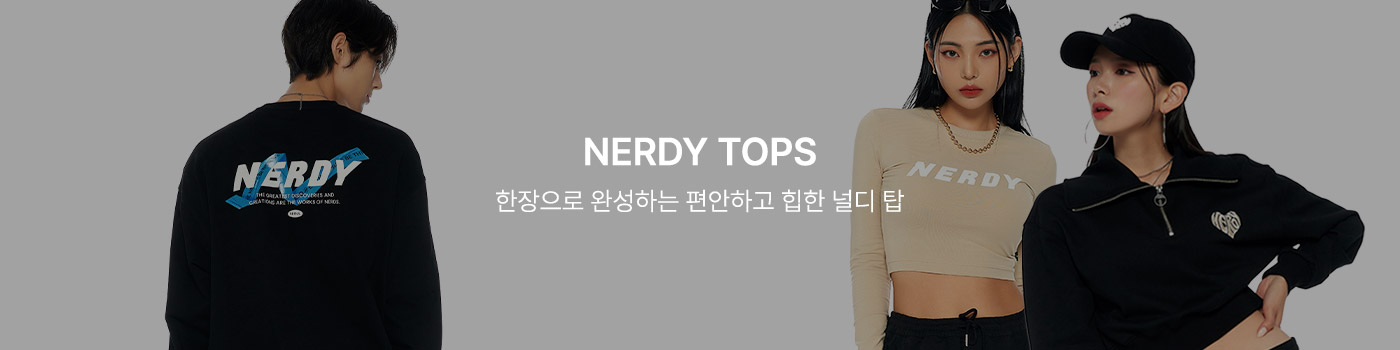 NERDY TOPS
한장으로 완성하는 편안하고 힙한 널디 탑
NERDY
THE GREATEST DISCOVERIES AND
CREATIONS ARE THE WORKS OF NERDS.
NERDY
NERD